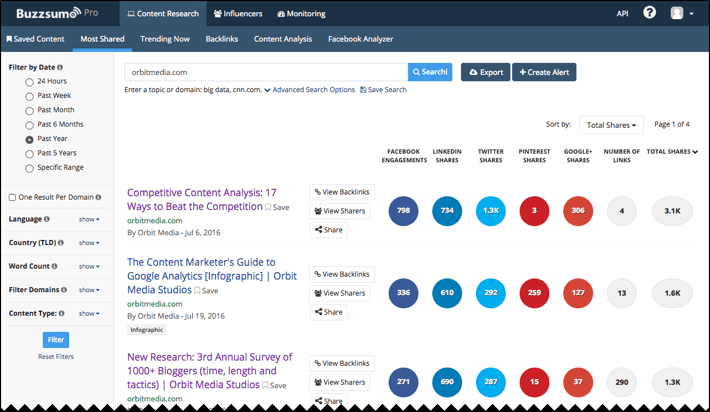 Buzzsumo Pro
Content Research
Influencers
Monitoring
API
?
Saved Content
Most Shared
Trending Now
Backlinks
Content Analysis
Facebook Analyzer
Filter by Date
24 Hours
Past Week
Past Month
Past 6 Months
Past Year
Past 5 Years
Specific Range
One Result Per Domain
Language show
Country (TLD) show
Word Count show
Filter Domains show
Content Type: show
Filter
Reset Filters
orbitmedia.com
Search!
Export
+ Create Alert
Enter a topic or domain: big data, cnn.com. Advanced Search Options Save Search
Sort by: Total Shares Page 1 of 4
FACEBOOK ENGAGEMENTS
LINKEDIN SHARES
TWITTER SHARES
PINTEREST SHARES
GOOGLE+ SHARES
NUMBER OF LINKS
TOTAL SHARES
Competitive Content Analysis: 17
Ways to Beat the Competition Save
orbitmedia.com
By Orbit Media - Jul 6, 2016
View Backlinks
View Sharers
Share
798 734 1.3K 3 306 4 3.1K
The Content Marketer's Guide to
Google Analytics [Infographic] | Orbit
Media Studios Save
orbitmedia.com
By Orbit Media - Jul 19, 2016
Infographic
View Backlinks
View Sharers
Share
336 610 292 259 127 13 1.6K
New Research: 3rd Annual Survey of
1000+ Bloggers (time, length and
tactics) | Orbit Media Studios Save
orbitmedia.com
View Backlinks
View Sharers
Share
271 690 287 15 37 290 1.3K